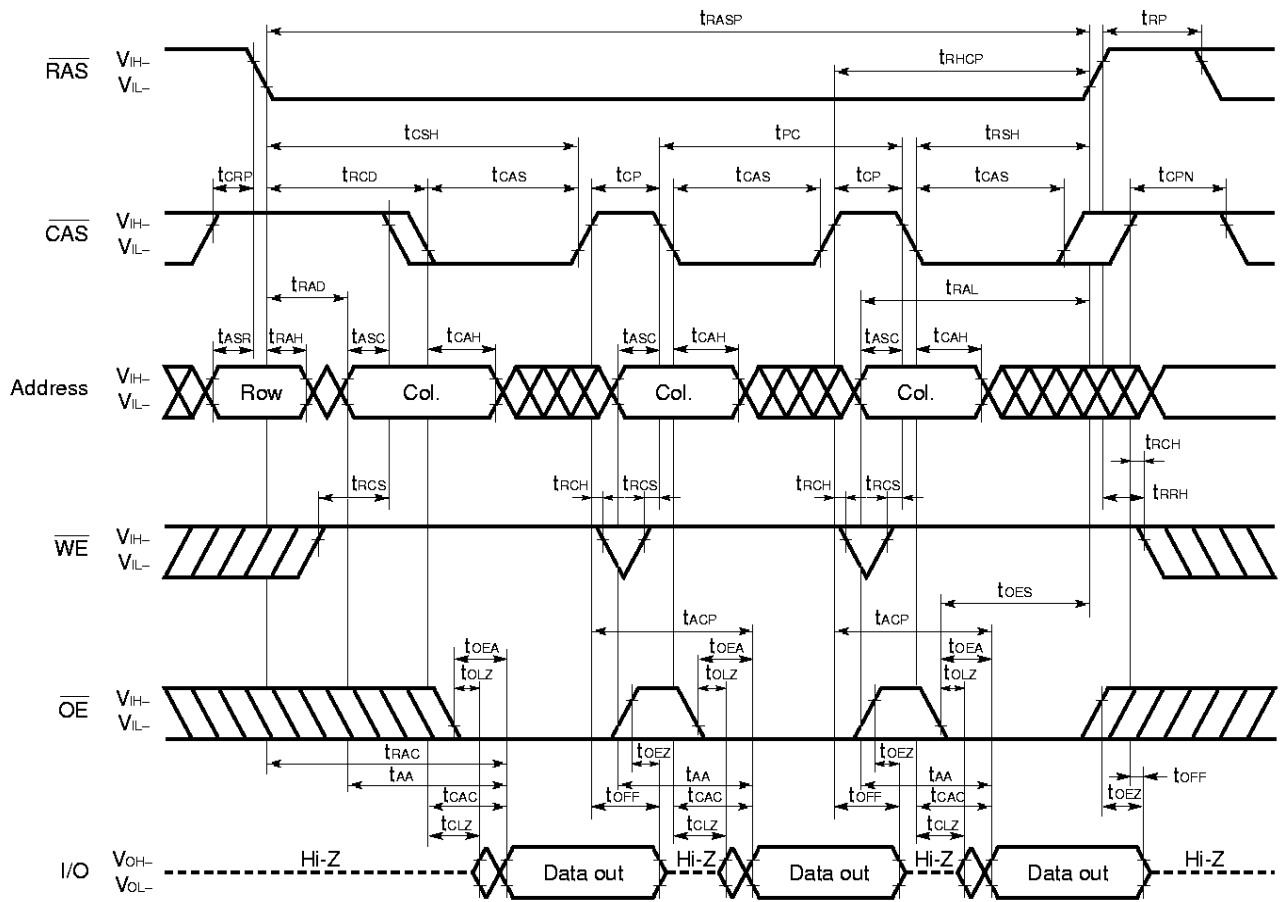 tRASP tRP
RAS VIH– VIL– tRHCP
tCSH tPC tRSH
tCRP tRCD tCAS tCP tCAS tCP tCAS tCPN
CAS VIH– VIL–
tRAD tRAL
tASR tRAH tASC tCAH tASC tCAH tASC tCAH
Address VIH– VIL– Row Col. Col. Col.
tRCH
tRCS tRCH tRCS tRCH tRCS tRRH
WE VIH– VIL–
tOES
tACP tACP
tOEA tOEA tOEA
tOLZ tOLZ tOLZ
OE VIH– VIL–
tRAC tOEZ tOEZ
tAA tAA tAA tOFF
tCAC tOFF tCAC tOFF tCAC tOEZ
tCLZ tCLZ tCLZ
I/O VOH– VOL– Hi-Z Data out Hi-Z Data out Hi-Z Data out Hi-Z